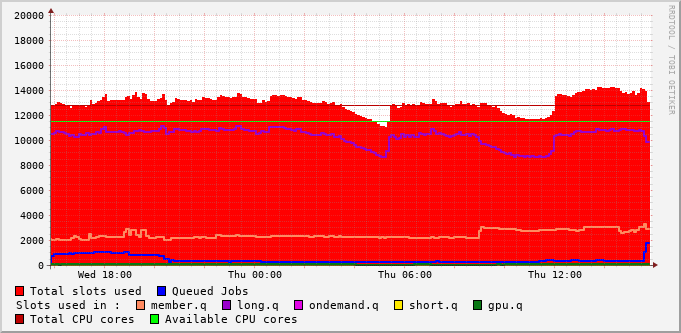 RRDTOOL / TOBI OETIKER
20000
18000
16000
14000
12000
10000
8000
6000
4000
2000
0
Wed 18:00 Thu 00:00 Thu 06:00 Thu 12:00
Total slots used Queued Jobs
Slots used in : member.q long.q ondemand.q short.q gpu.q
Total CPU cores Available CPU cores